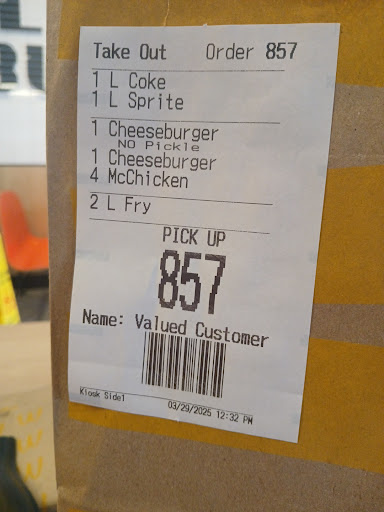 Take Out Order 857
1 L Coke
1 L Sprite
1 Cheeseburger
NO Pickle
1 Cheeseburger
4 McChicken
2 L Fry
PICK UP
857
Name: Valued Customer
Kiosk Side1 03/29/2025 12:32 PM